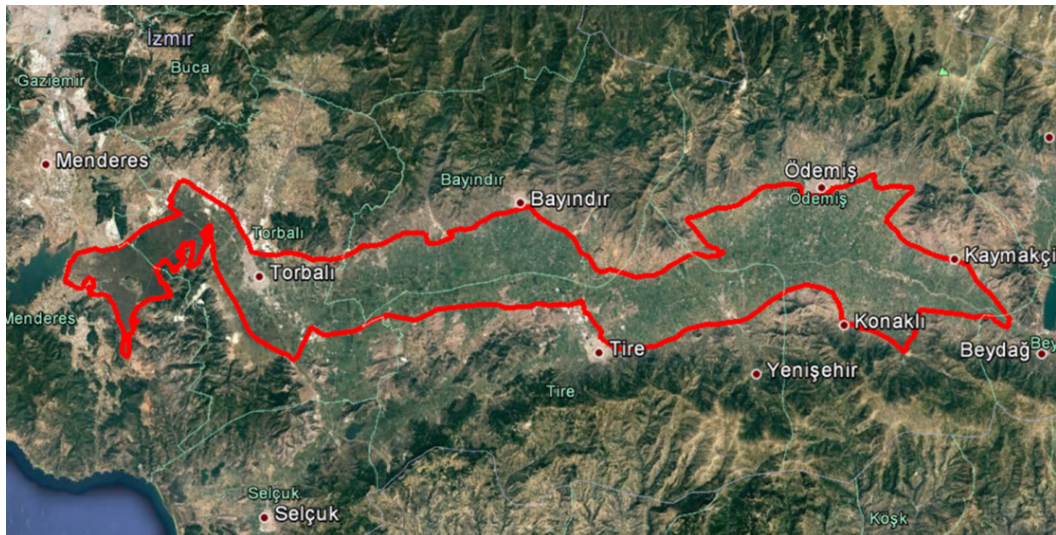 İzmir
Buca
Gaziemir
Menderes
Ödemiş
Ödemiş
Bayındır
Bayındır
Torbalı
Torbalı
Kaymakçı
Menderes
Konaklı
Tire
Beydağ
Bey
Yenişehir
Tire
Selçuk
Selçuk
Koşk